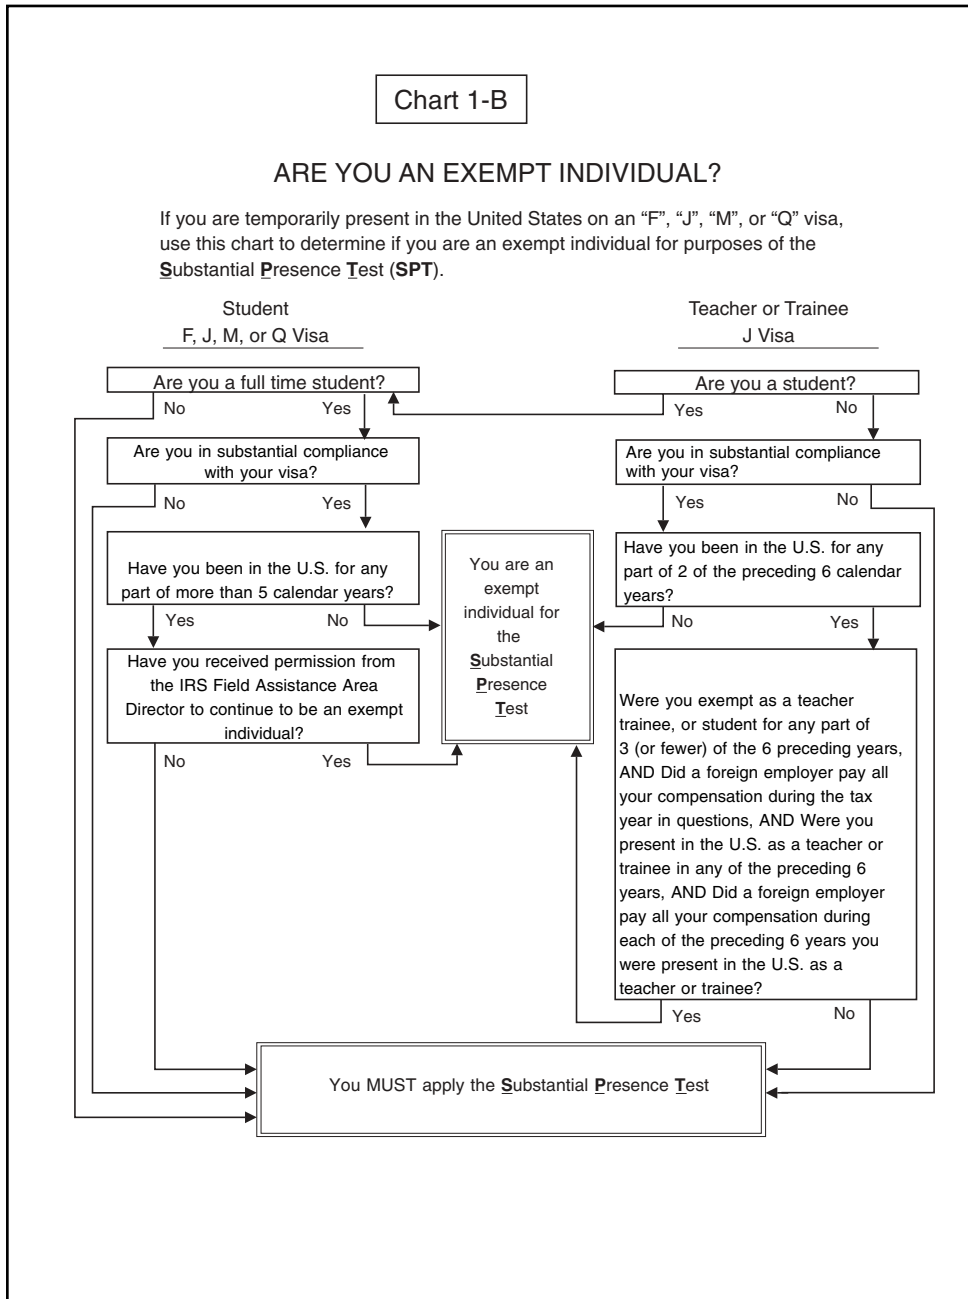 Chart 1-B
ARE YOU AN EXEMPT INDIVIDUAL?
If you are temporarily present in the United States on an “F”, “J”, “M”, or “Q” visa,
use this chart to determine if you are an exempt individual for purposes of the
Substantial Presence Test (SPT).
Student
F, J, M, or Q Visa
Teacher or Trainee
J Visa
Are you a full time student?
No
Yes
Are you a student?
Yes
No
Are you in substantial compliance
with your visa?
No
Yes
Are you in substantial compliance
with your visa?
Yes
No
Have you been in the U.S. for any
part of more than 5 calendar years?
Yes
No
You are an
exempt
individual for
the
Substantial
Presence
Test
Have you been in the U.S. for any
part of 2 of the preceding 6 calendar
years?
No
Yes
Have you received permission from
the IRS Field Assistance Area
Director to continue to be an exempt
individual?
No
Yes
Were you exempt as a teacher
trainee, or student for any part of
3 (or fewer) of the 6 preceding years,
AND Did a foreign employer pay all
your compensation during the tax
year in questions, AND Were you
present in the U.S. as a teacher or
trainee in any of the preceding 6
years, AND Did a foreign employer
pay all your compensation during
each of the preceding 6 years you
were present in the U.S. as a
teacher or trainee?
Yes
No
You MUST apply the Substantial Presence Test